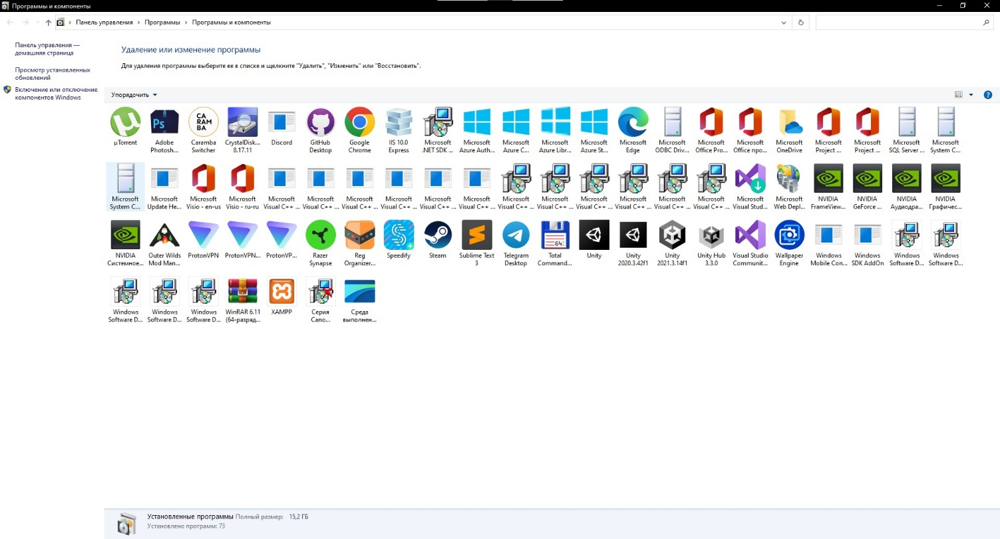 Программы и компоненты
Панель управления > Программы > Программы и компоненты
Панель управления —
домашняя страница
Просмотр установленных
обновлений
Включение или отключение
компонентов Windows
Удаление или изменение программы
Для удаления программы выберите ее в списке и щелкните "Удалить", "Изменить" или "Восстановить".
Упорядочить
µTorrent
Adobe
Photosh...
Caramba
Switcher
CrystalDisk...
8.17.11
Discord
GitHub
Desktop
Google
Chrome
IIS 10.0
Express
Microsoft
.NET SDK ...
Microsoft
Azure Auth...
Microsoft
Azure C...
Microsoft
Azure Libr...
Microsoft
Azure St...
Microsoft
Edge
Microsoft
ODBC Driv...
Microsoft
Office Pro...
Microsoft
Office про...
Microsoft
OneDrive
Microsoft
Project ...
Microsoft
Project ...
Microsoft
SQL Server ...
Microsoft
System C...
Microsoft
System C...
Microsoft
Update He...
Microsoft
Visio - en-us
Microsoft
Visio - ru-ru
Microsoft
Visual C++ ...
Microsoft
Visual C++ ...
Microsoft
Visual C++ ...
Microsoft
Visual C++ ...
Microsoft
Visual C++ ...
Microsoft
Visual C++ ...
Microsoft
Visual C++ ...
Microsoft
Visual C++ ...
Microsoft
Visual C++ ...
Microsoft
Visual C++ ...
Microsoft
Visual C++ ...
Microsoft
Visual C++ ...
Microsoft
Visual Stud...
Microsoft
Web Depl...
NVIDIA
FrameView...
NVIDIA
GeForce ...
NVIDIA
Аудиодра...
NVIDIA
Графичес...
NVIDIA
Системное...
Outer Wilds
Mod Man...
ProtonVPN
ProtonVPN...
ProtonVP...
Razer
Synapse
Reg
Organizer...
Speedify
Steam
Sublime Text
3
Telegram
Desktop
Total
Command...
Unity
Unity
2020.3.42f1
Unity
2021.3.14f1
Unity Hub
3.3.0
Visual Studio
Communit...
Wallpaper
Engine
Windows
Mobile Con...
Windows
SDK AddOn
Windows
Software D...
Windows
Software D...
Windows
Software D...
Windows
Software D...
Windows
Software D...
WinRAR 6.11
(64-разряд...
XAMPP
Серия
Cano...
Среда
выполнен...
Установленные программы Полный размер: 15,2 ГБ
Установлено программ: 73